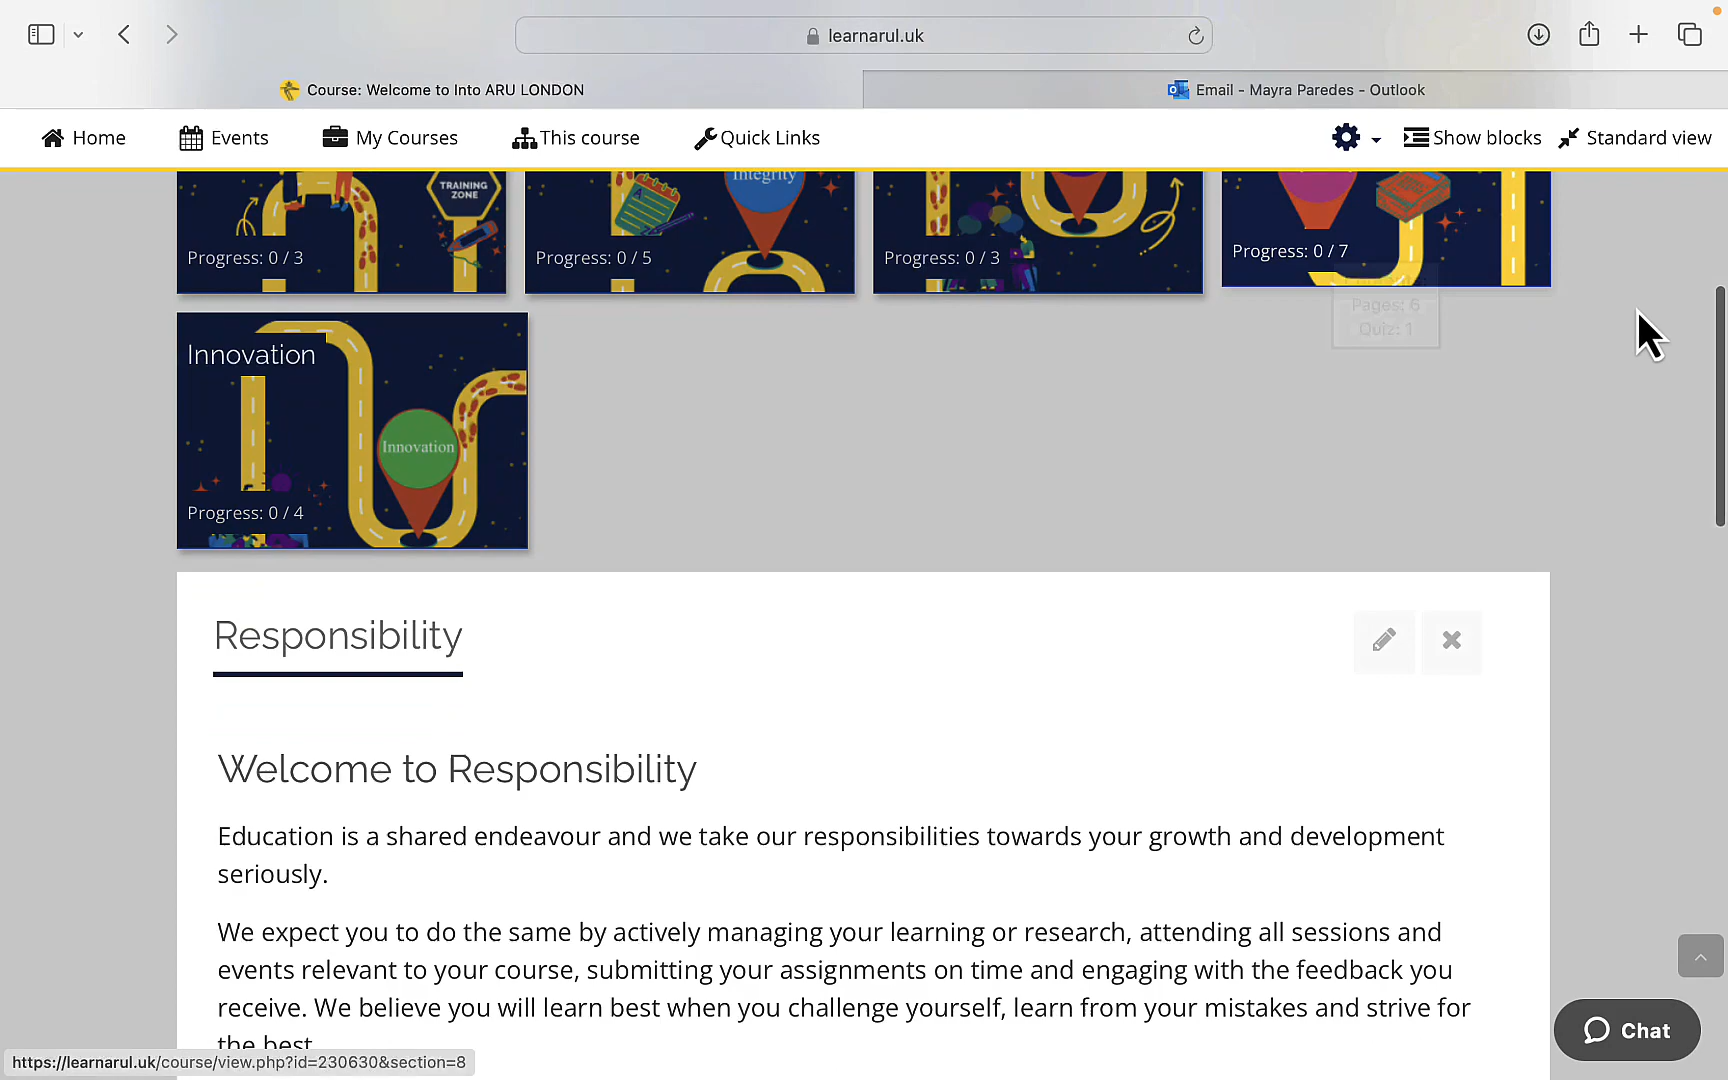 learnarul.uk
Course: Welcome to Into ARU LONDON
Email - Mayra Paredes - Outlook
Home
Events
My Courses
This course
Quick Links
Show blocks
Standard view
TRAINING
ZONE
Integrity
Progress: 0 / 3
Progress: 0 / 5
Progress: 0 / 3
Progress: 0 / 7
Pages: 6
Quiz: 1
Innovation
Innovation
Progress: 0 / 4
Responsibility
Welcome to Responsibility
Education is a shared endeavour and we take our responsibilities towards your growth and development
seriously.
We expect you to do the same by actively managing your learning or research, attending all sessions and
events relevant to your course, submitting your assignments on time and engaging with the feedback you
receive. We believe you will learn best when you challenge yourself, learn from your mistakes and strive for
the best
Chat
https://learnarul.uk/course/view.php?id=230630&section=8